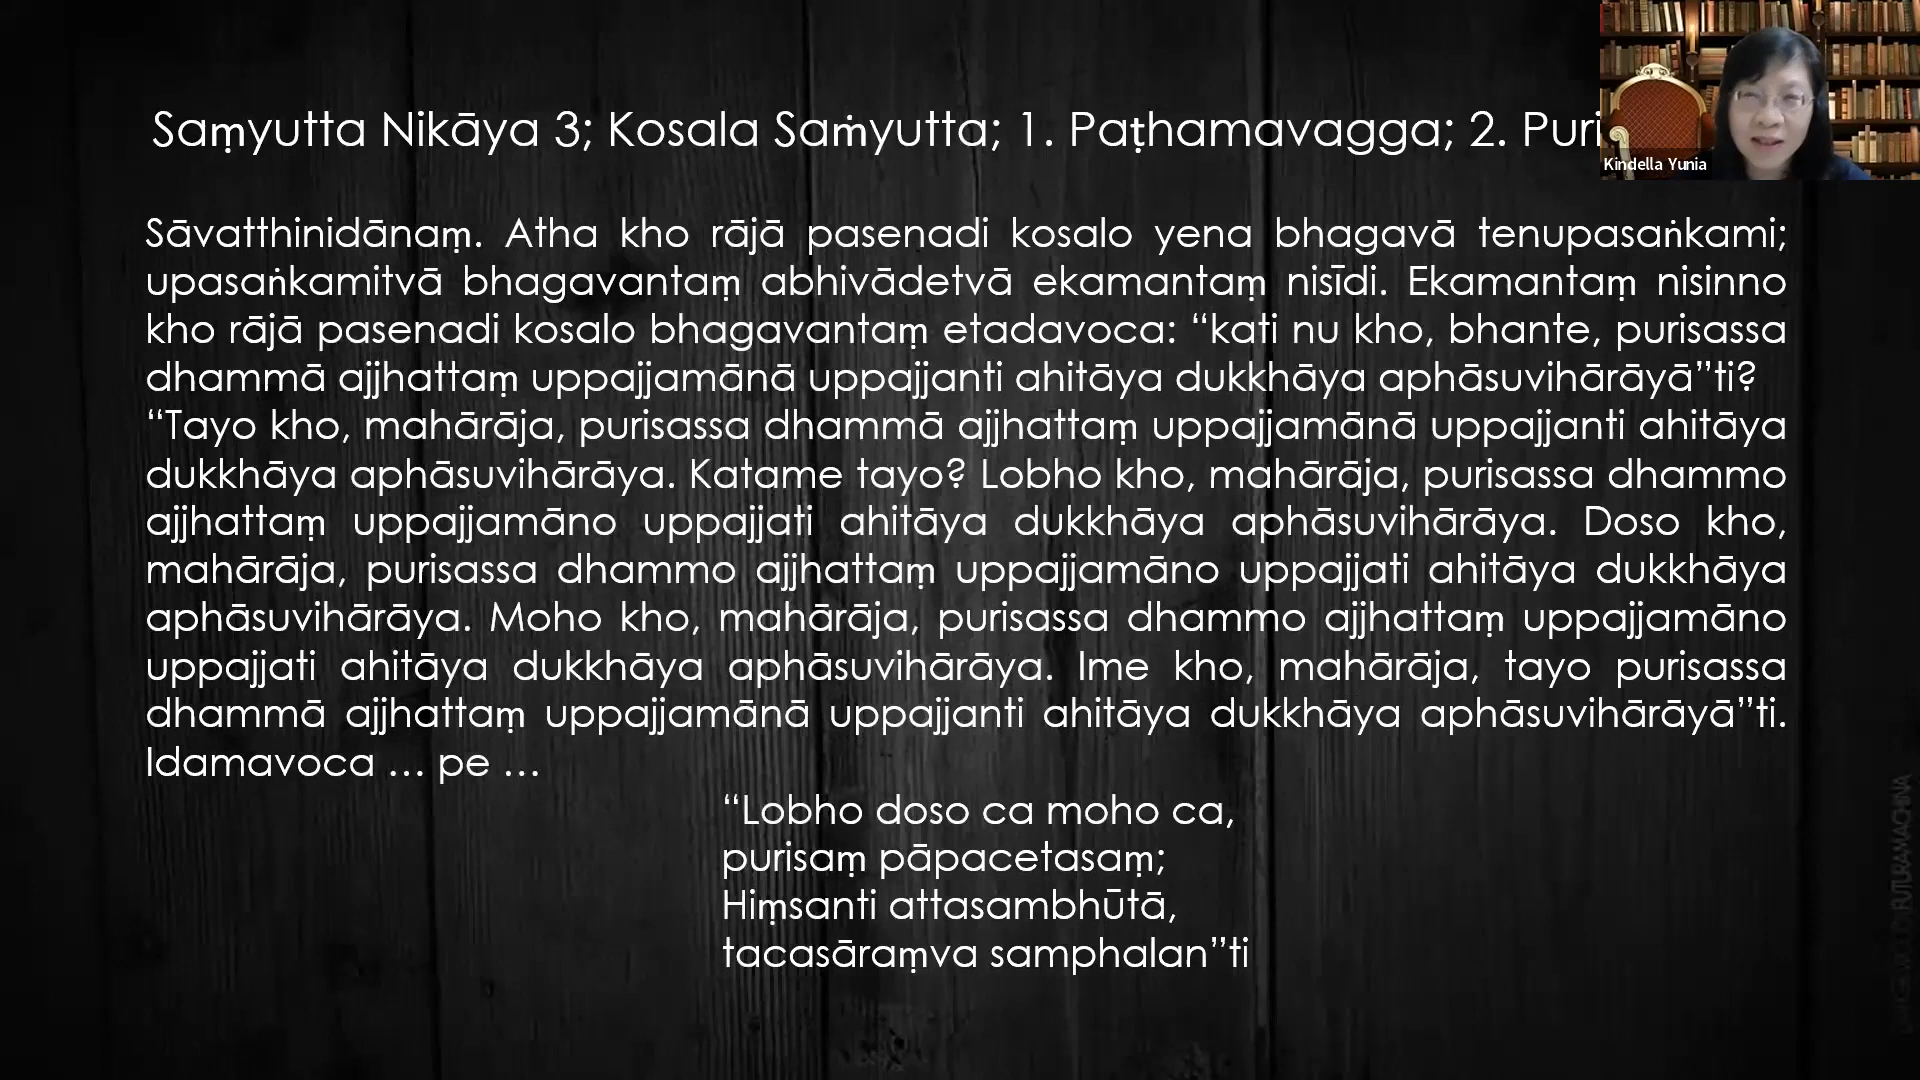 Saṃyutta Nikāya 3; Kosala Saṁyutta; 1. Paṭhamavagga; 2. Puri
Kindella Yunia
Sāvatthinidānaṃ. Atha kho rājā pasenadi kosalo yena bhagavā tenupasaṅkami;
upasaṅkamitvā bhagavantaṃ abhivādetvā ekamantaṃ nisīdi. Ekamantaṃ nisinno
kho rājā pasenadi kosalo bhagavantaṃ etadavoca: “kati nu kho, bhante, purisassa
dhammā ajjhattaṃ uppajjamānā uppajjanti ahitāya dukkhāya aphāsuvihārāyā”ti?
“Tayo kho, mahārāja, purisassa dhammā ajjhattaṃ uppajjamānā uppajjanti ahitāya
dukkhāya aphāsuvihārāya. Katame tayo? Lobho kho, mahārāja, purisassa dhammo
ajjhattaṃ uppajjamāno uppajjati ahitāya dukkhāya aphāsuvihārāya. Doso kho,
mahārāja, purisassa dhammo ajjhattaṃ uppajjamāno uppajjati ahitāya dukkhāya
aphāsuvihārāya. Moho kho, mahārāja, purisassa dhammo ajjhattaṃ uppajjamāno
uppajjati ahitāya dukkhāya aphāsuvihārāya. Ime kho, mahārāja, tayo purisassa
dhammā ajjhattaṃ uppajjamānā uppajjanti ahitāya dukkhāya aphāsuvihārāyā”ti.
Idamavoca … pe …
“Lobho doso ca moho ca,
purisaṃ pāpacetasaṃ;
Hiṃsanti attasambhūtā,
tacasāraṃva samphalan”ti
FUTURAMACHINA